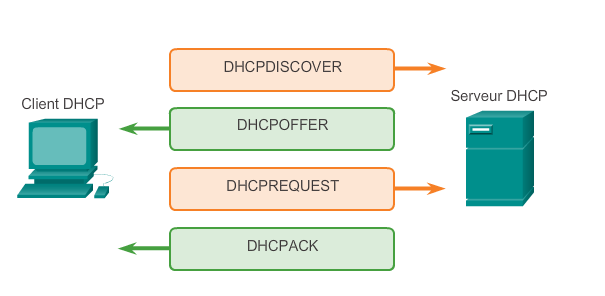 DHCPDISCOVER
Client DHCP
Serveur DHCP
DHCPOFFER
DHCPREQUEST
DHCPACK